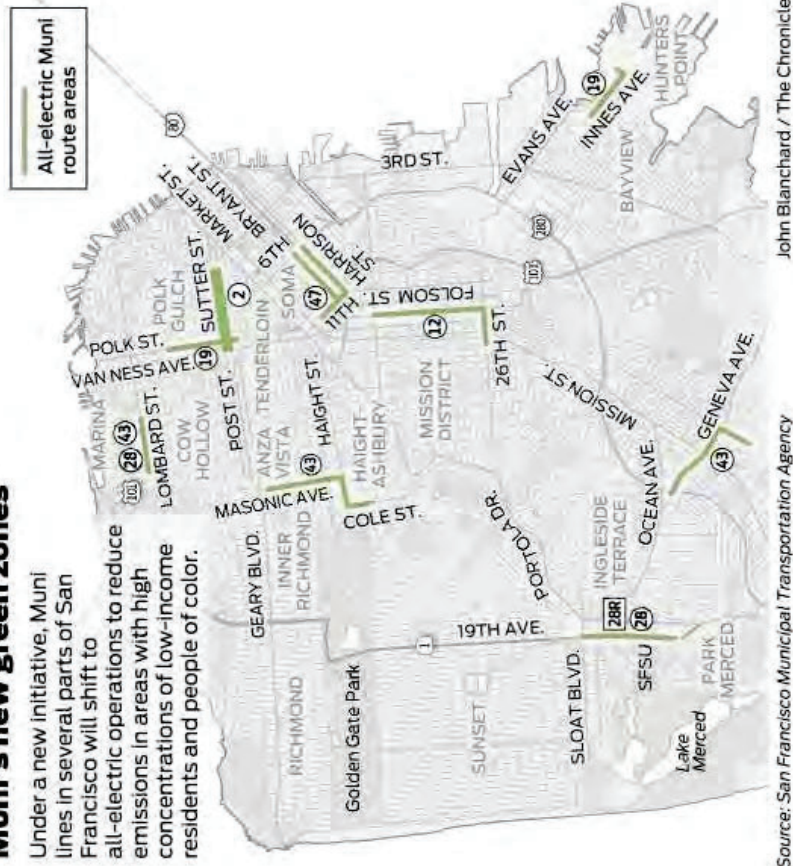 Muni's new green zones
Under a new initiative, Muni
lines in several parts of San
Francisco will shift to
all-electric operations to reduce
emissions in areas with high
concentrations of low-income
residents and people of color.
All-electric Muni
route areas
80
101
MARINA
28 43
LOMBARD ST.
COW
HOLLOW
VAN NESS AVE.
POLK ST.
19
POLK
GULCH
SUTTER ST.
2
POST ST.
MARKET ST.
BRYANT ST.
6TH
HARRISON
ST.
47
11TH
SOMA
TENDERLOIN
ANZA
VISTA
HAIGHT ST.
GEARY BLVD.
MASONIC AVE.
43
COLE ST.
HAIGHT-
ASHBURY
INNER
RICHMOND
RICHMOND
Golden Gate Park
1
19TH AVE.
SUNSET
MISSION
DISTRICT
12
FOLSOM ST.
26TH ST.
3RD ST.
EVANS AVE.
19
INNES AVE.
HUNTERS
POINT
BAYVIEW
280
101
MISSION ST.
PORTOLA DR.
INGLESIDE
TERRACE
OCEAN AVE.
GENEVA AVE.
43
SLOAT BLVD.
28R
28
SFSU
PARK
MERCED
Lake
Merced
Source: San Francisco Municipal Transportation Agency
John Blanchard / The Chronicle